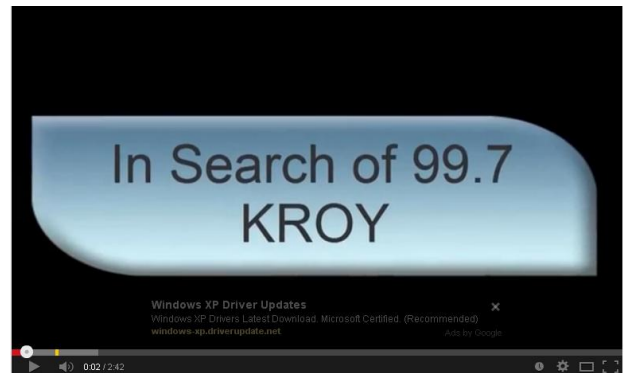 In Search of 99.7
KROY
Windows XP Driver Updates
Windows XP Drivers Latest Download. Microsoft Certified. (Recommended)
windows-xp.driverupdate.net
Ads by Google
0:02 / 2:42